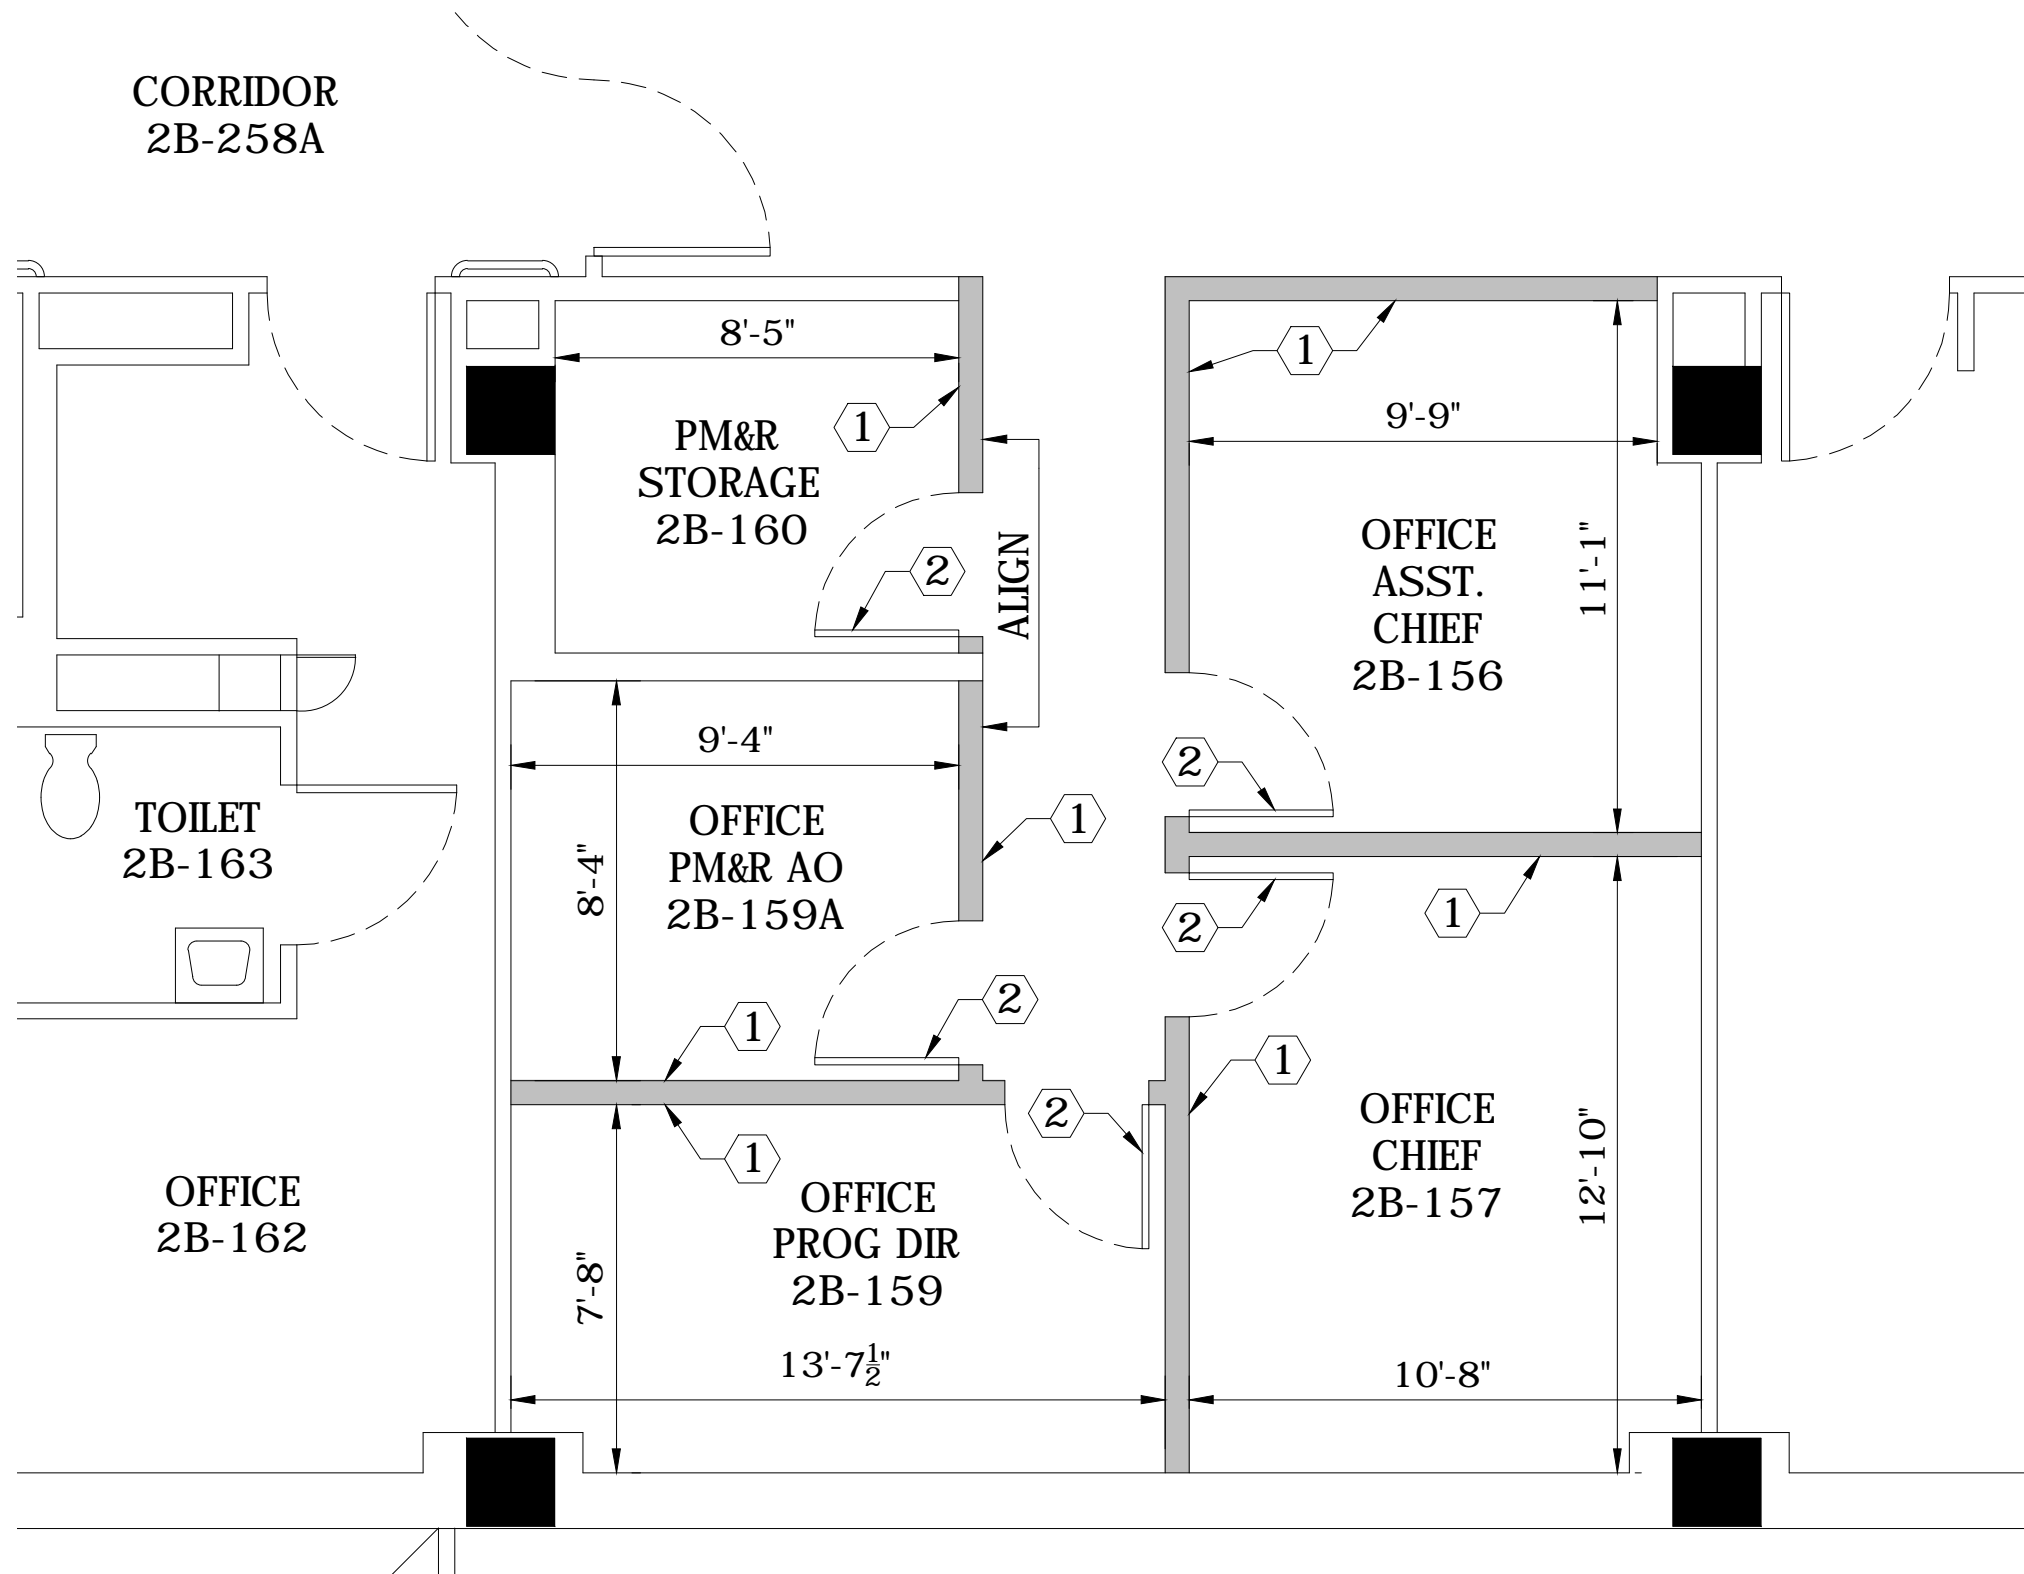 CORRIDOR
2B-258A
8'-5"
1
9'-9"
1
PM&R
STORAGE
2B-160
2
ALIGN
OFFICE
ASST.
CHIEF
2B-156
11'-1"
9'-4"
2
TOILET
2B-163
OFFICE
PM&R AO
2B-159A
8'-4"
1
2
1
2
1
1
2
1
OFFICE
CHIEF
2B-157
12'-10"
OFFICE
2B-162
OFFICE
PROG DIR
2B-159
7'-8"
13'-7½"
10'-8"